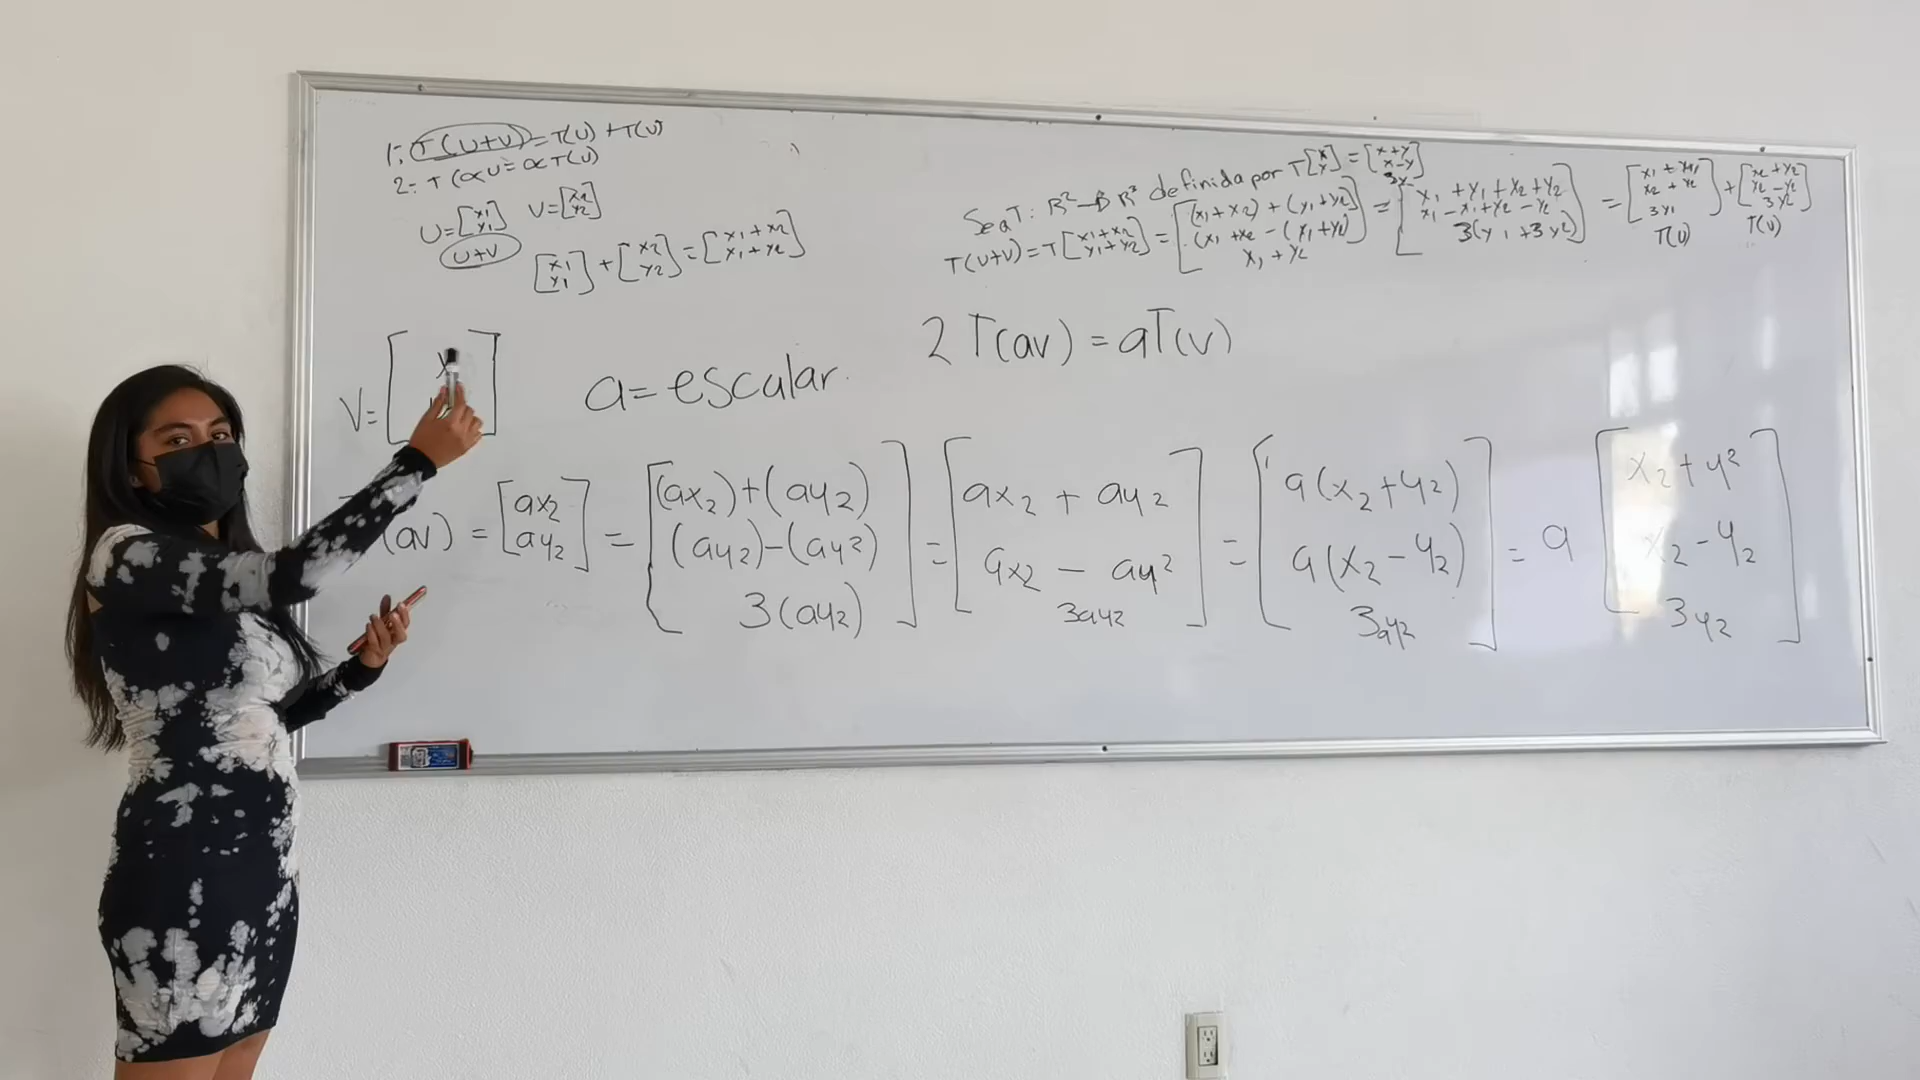 1: T(U+V)=T(U)+T(V)
2= T(∝U=∝T(U)
U=[x1 y1] V=[x2 y2]
U+V
[x1 y1]+[x2 y2]=[x1+x2 x1+y2]
Sea T: R²→R³ definida por T[x y]=[x+y x-y 3y]
T(U+V)=T[x1+x2 y1+y2]=[(x1+x2)+(y1+y2) (x1+x2-(x1+y2) x1+y2]=[x1+y1+x2+y2 x1-x1+y2-y2 3(y1+3y2)]=[x1+ x2+y2 3y1]+[x2+y2 y2-y2 3y2]
T(U) T(V)
2 T(av)=aT(v)
V=[x
a=escalar.
(av)=[ax2 ay2]=[(ax2)+(ay2) (ay2)-(ay2) 3(ay2)]=[ax2+ay2 ax2-ay2 3ay2]=[a(x2+y2) a(x2-y2) 3ay2]=a[x2+y2 x2-y2 3y2]